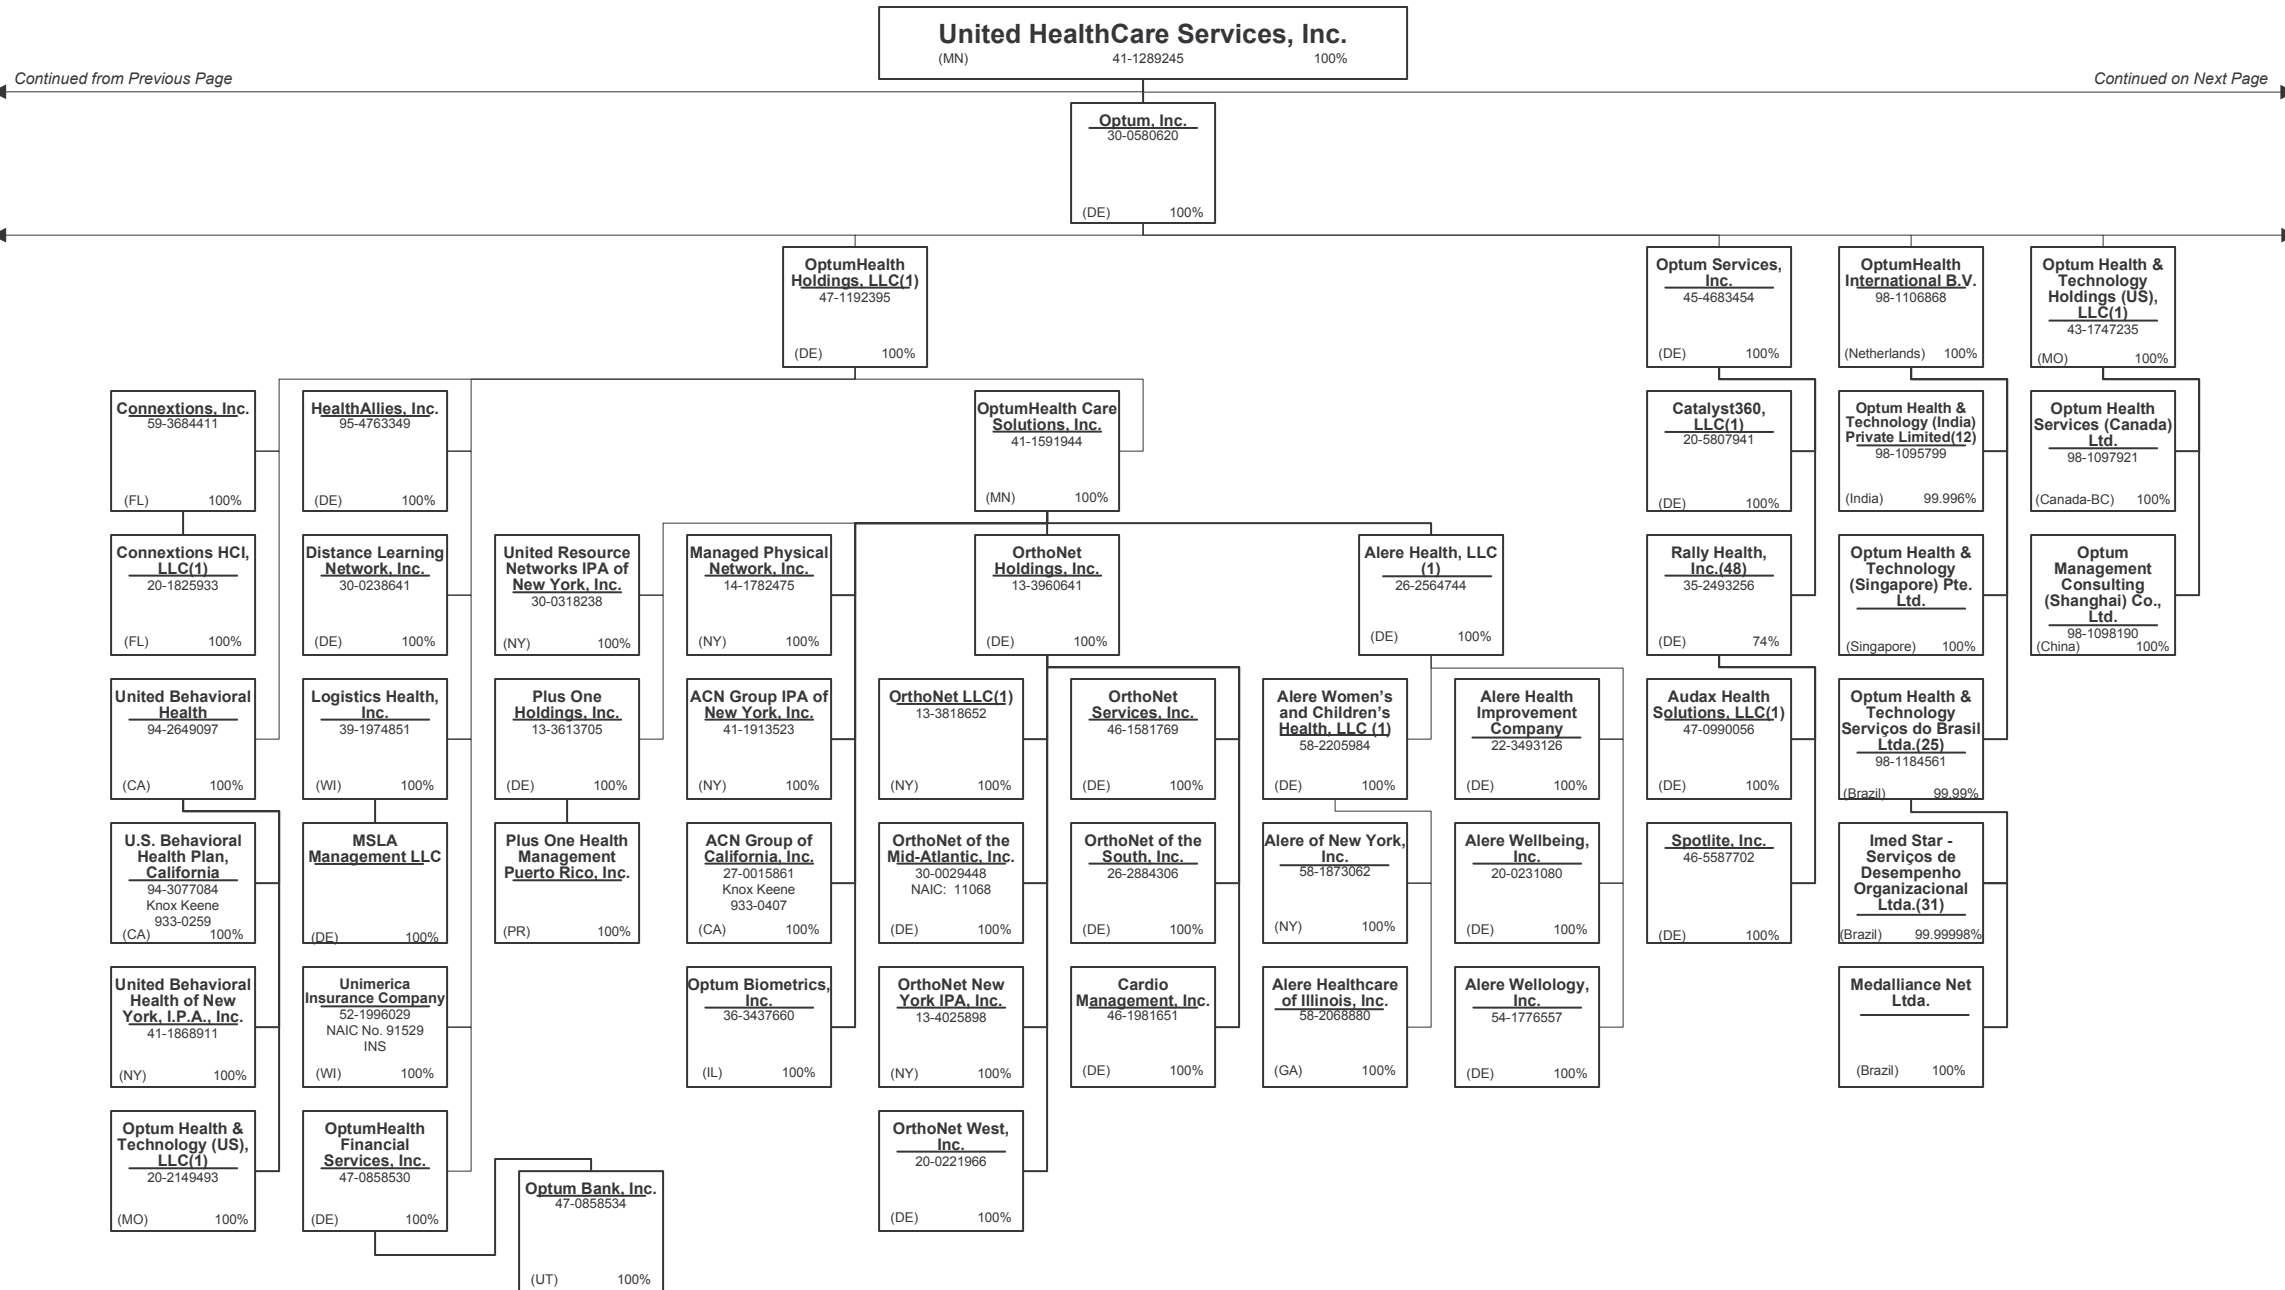 United HealthCare Services, Inc.
(MN) 41-1289245 100%
Continued from Previous Page
Continued on Next Page
Optum, Inc.
30-0580620
(DE) 100%
OptumHealth
Holdings, LLC(1)
47-1192395
(DE) 100%
Optum Services,
Inc.
45-4683454
(DE) 100%
OptumHealth
International B.V.
98-1106868
(Netherlands) 100%
Optum Health &
Technology
Holdings (US),
LLC(1)
43-1747235
(MO) 100%
Connextions, Inc.
59-3684411
(FL) 100%
HealthAllies, Inc.
95-4763349
(DE) 100%
OptumHealth Care
Solutions, Inc.
41-1591944
(MN) 100%
Catalyst360,
LLC(1)
20-5807941
(DE) 100%
Optum Health &
Technology (India)
Private Limited(12)
98-1095799
(India) 99.996%
Optum Health
Services (Canada)
Ltd.
98-1097921
(Canada-BC) 100%
Connextions HCI,
LLC(1)
20-1825933
(FL) 100%
Distance Learning
Network, Inc.
30-0238641
(DE) 100%
United Resource
Networks IPA of
New York, Inc.
30-0318238
(NY) 100%
Managed Physical
Network, Inc.
14-1782475
(NY) 100%
OrthoNet
Holdings, Inc.
13-3960641
(DE) 100%
Alere Health, LLC
(1)
26-2564744
(DE) 100%
Rally Health,
Inc.(48)
35-2493256
(DE) 74%
Optum Health &
Technology
(Singapore) Pte.
Ltd.
(Singapore) 100%
Optum
Management
Consulting
(Shanghai) Co.,
Ltd.
98-1098190
(China) 100%
United Behavioral
Health
94-2649097
(CA) 100%
Logistics Health,
Inc.
39-1974851
(WI) 100%
Plus One
Holdings, Inc.
13-3613705
(DE) 100%
ACN Group IPA of
New York, Inc.
41-1913523
(NY) 100%
OrthoNet LLC(1)
13-3818652
(NY) 100%
OrthoNet
Services, Inc.
46-1581769
(DE) 100%
Alere Women's
and Children's
Health, LLC (1)
58-2205984
(DE) 100%
Alere Health
Improvement
Company
22-3493126
(DE) 100%
Audax Health
Solutions, LLC(1)
47-0990056
(DE) 100%
Optum Health &
Technology
Serviços do Brasil
Ltda.(25)
98-1184561
(Brazil) 99.99%
U.S. Behavioral
Health Plan,
California
94-3077084
Knox Keene
933-0259
(CA) 100%
MSLA
Management LLC
(DE) 100%
Plus One Health
Management
Puerto Rico, Inc.
(PR) 100%
ACN Group of
California, Inc.
27-0015861
Knox Keene
933-0407
(CA) 100%
OrthoNet of the
Mid-Atlantic, Inc.
30-0029448
NAIC: 11068
(DE) 100%
OrthoNet of the
South, Inc.
26-2884306
(DE) 100%
Alere of New York,
Inc.
58-1873062
(NY) 100%
Alere Wellbeing,
Inc.
20-0231080
(DE) 100%
Spotlite, Inc.
46-5587702
(DE) 100%
Imed Star -
Serviços de
Desempenho
Organizacional
Ltda.(31)
(Brazil) 99.99998%
United Behavioral
Health of New
York, I.P.A., Inc.
41-1868911
(NY) 100%
Unimerica
Insurance Company
52-1996029
NAIC No. 91529
INS
(WI) 100%
Optum Biometrics,
Inc.
36-3437660
(IL) 100%
OrthoNet New
York IPA, Inc.
13-4025898
(NY) 100%
Cardio
Management, Inc.
46-1981651
(DE) 100%
Alere Healthcare
of Illinois, Inc.
58-2068880
(GA) 100%
Alere Wellology,
Inc.
54-1776557
(DE) 100%
Medalliance Net
Ltda.
(Brazil) 100%
Optum Health &
Technology (US),
LLC(1)
20-2149493
(MO) 100%
OptumHealth
Financial
Services, Inc.
47-0858530
(DE) 100%
Optum Bank, Inc.
47-0858534
(UT) 100%
OrthoNet West,
Inc.
20-0221966
(DE) 100%